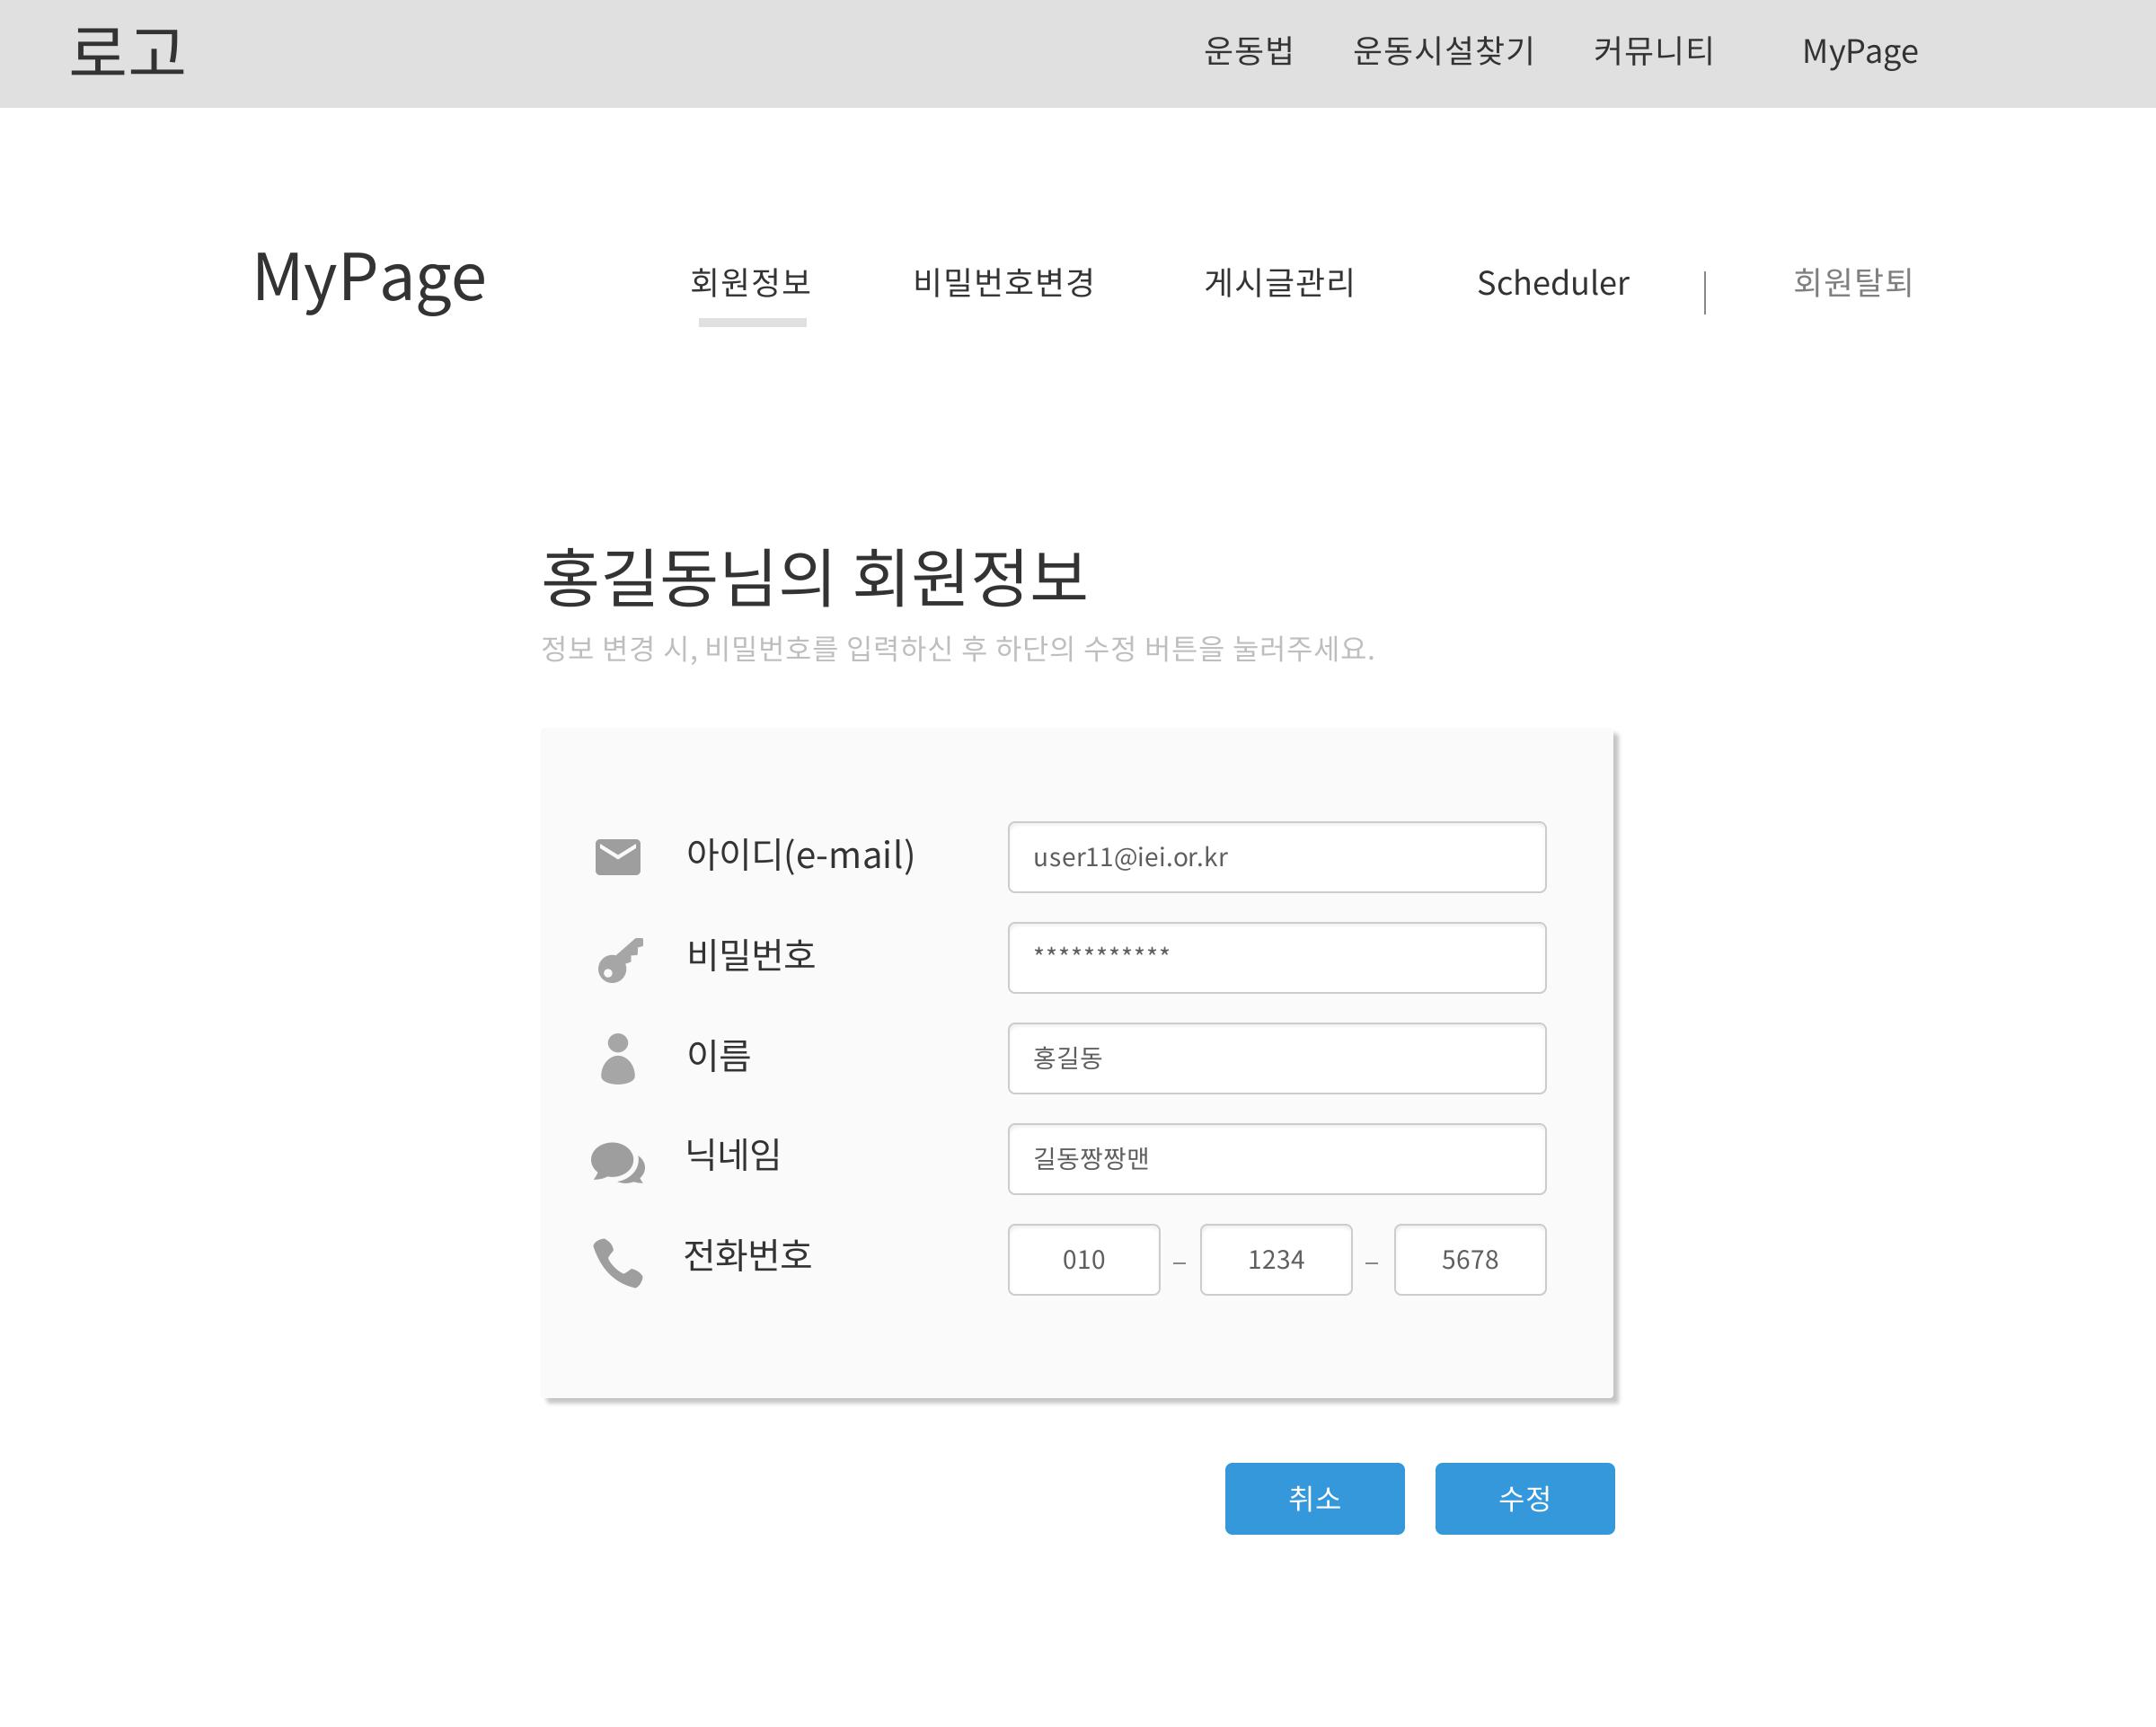 로고 운동법 운동시설찾기 커뮤니티 MyPage
MyPage 회원정보 비밀번호변경 게시글관리 Scheduler | 회원탈퇴
홍길동님의 회원정보
정보 변경 시, 비밀번호를 입력하신 후 하단의 수정 버튼을 눌러주세요.
아이디(e-mail) user11@iei.or.kr
비밀번호 ***********
이름 홍길동
닉네임 길동짱짱맨
전화번호 010 – 1234 – 5678
취소 수정